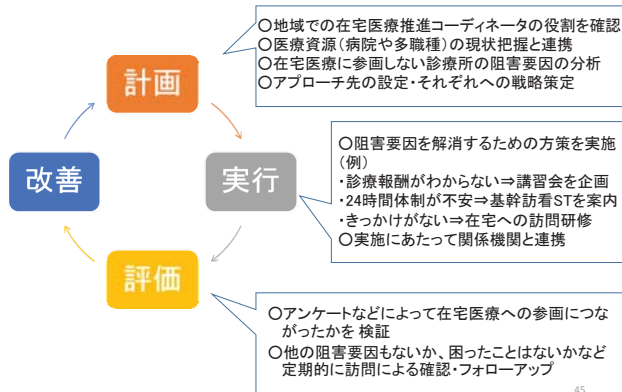 〇地域での在宅医療推進コーディネータの役割を確認
〇医療資源(病院や多職種)の現状把握と連携
〇在宅医療に参画しない診療所の阻害要因の分析
〇アプローチ先の設定・それぞれへの戦略策定
計画
〇阻害要因を解消するための方策を実施
(例)
・診療報酬がわからない⇒講習会を企画
・24時間体制が不安⇒基幹訪看STを案内
・きっかけがない⇒在宅への訪問研修
〇実施にあたって関係機関と連携
改善
実行
評価
〇アンケートなどによって在宅医療への参画につな
がったかを 検証
〇他の阻害要因もないか、困ったことはないかなど
定期的に訪問による確認・フォローアップ
45